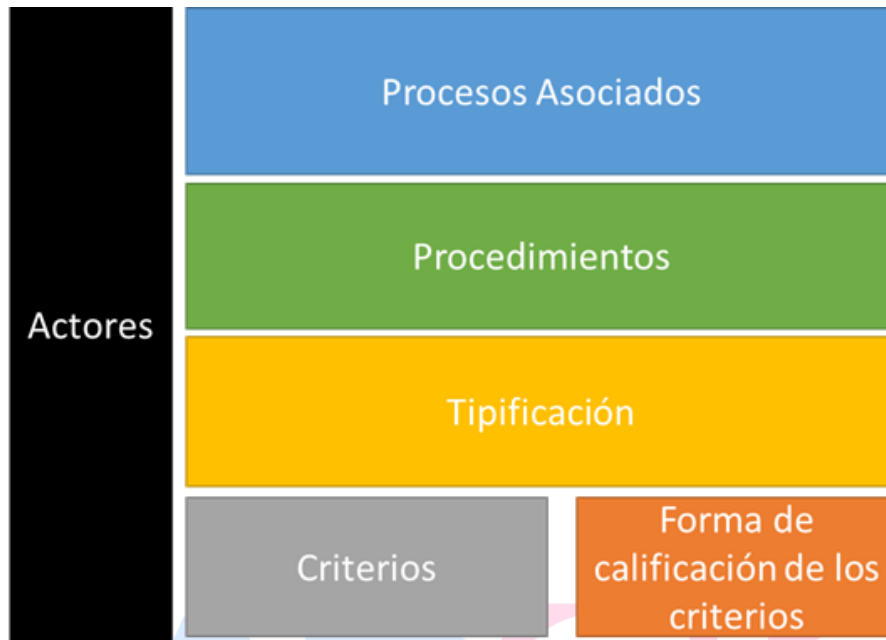 Actores
Procesos Asociados
Procedimientos
Tipificación
Criterios
Forma de
calificación de los
criterios